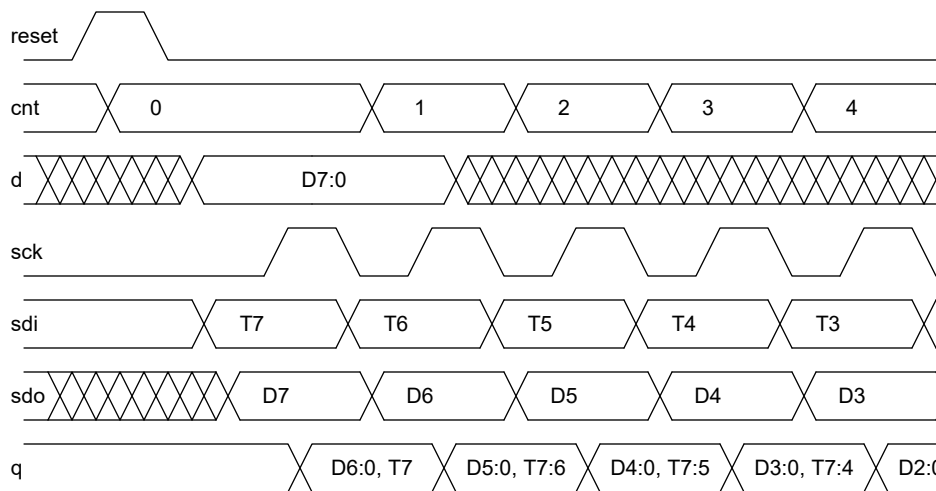 reset
cnt 0 1 2 3 4
d D7:0
sck
sdi T7 T6 T5 T4 T3
sdo D7 D6 D5 D4 D3
q D6:0, T7 D5:0, T7:6 D4:0, T7:5 D3:0, T7:4